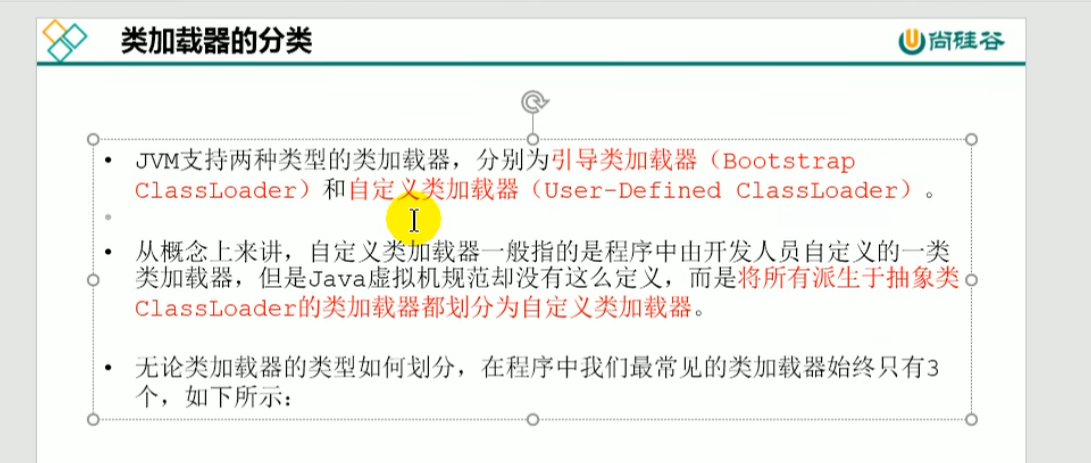 类加载器的分类
尚硅谷
• JVM支持两种类型的类加载器，分别为引导类加载器（Bootstrap
ClassLoader）和自定义类加载器（User-Defined ClassLoader）。
•
• 从概念上来讲，自定义类加载器一般指的是程序中由开发人员自定义的一类
类加载器，但是Java虚拟机规范却没有这么定义，而是将所有派生于抽象类
ClassLoader的类加载器都划分为自定义类加载器。
• 无论类加载器的类型如何划分，在程序中我们最常见的类加载器始终只有3
个，如下所示：